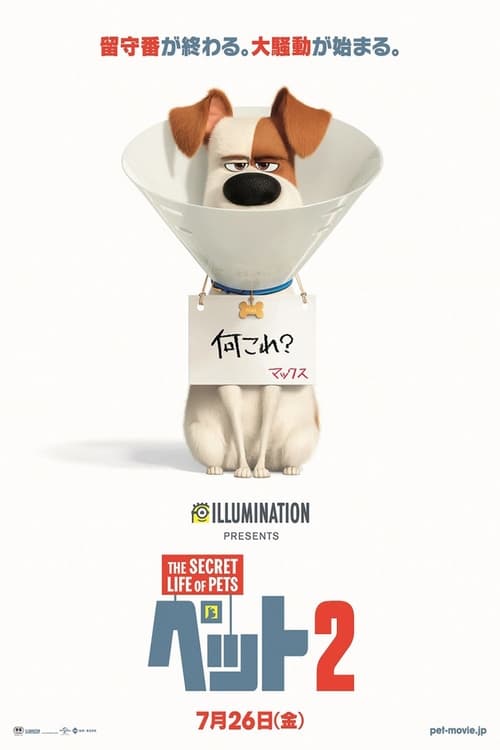 留守番が終わる。大騒動が始まる。
何これ?
マックス
ILLUMINATION
PRESENTS
THE SECRET
LIFE OF PETS
ペット2
7月26日(金)
pet-movie.jp